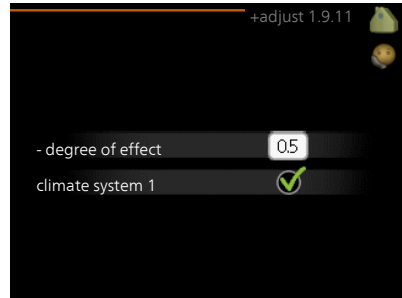 +adjust 1.9.11
- degree of effect 0.5
climate system 1